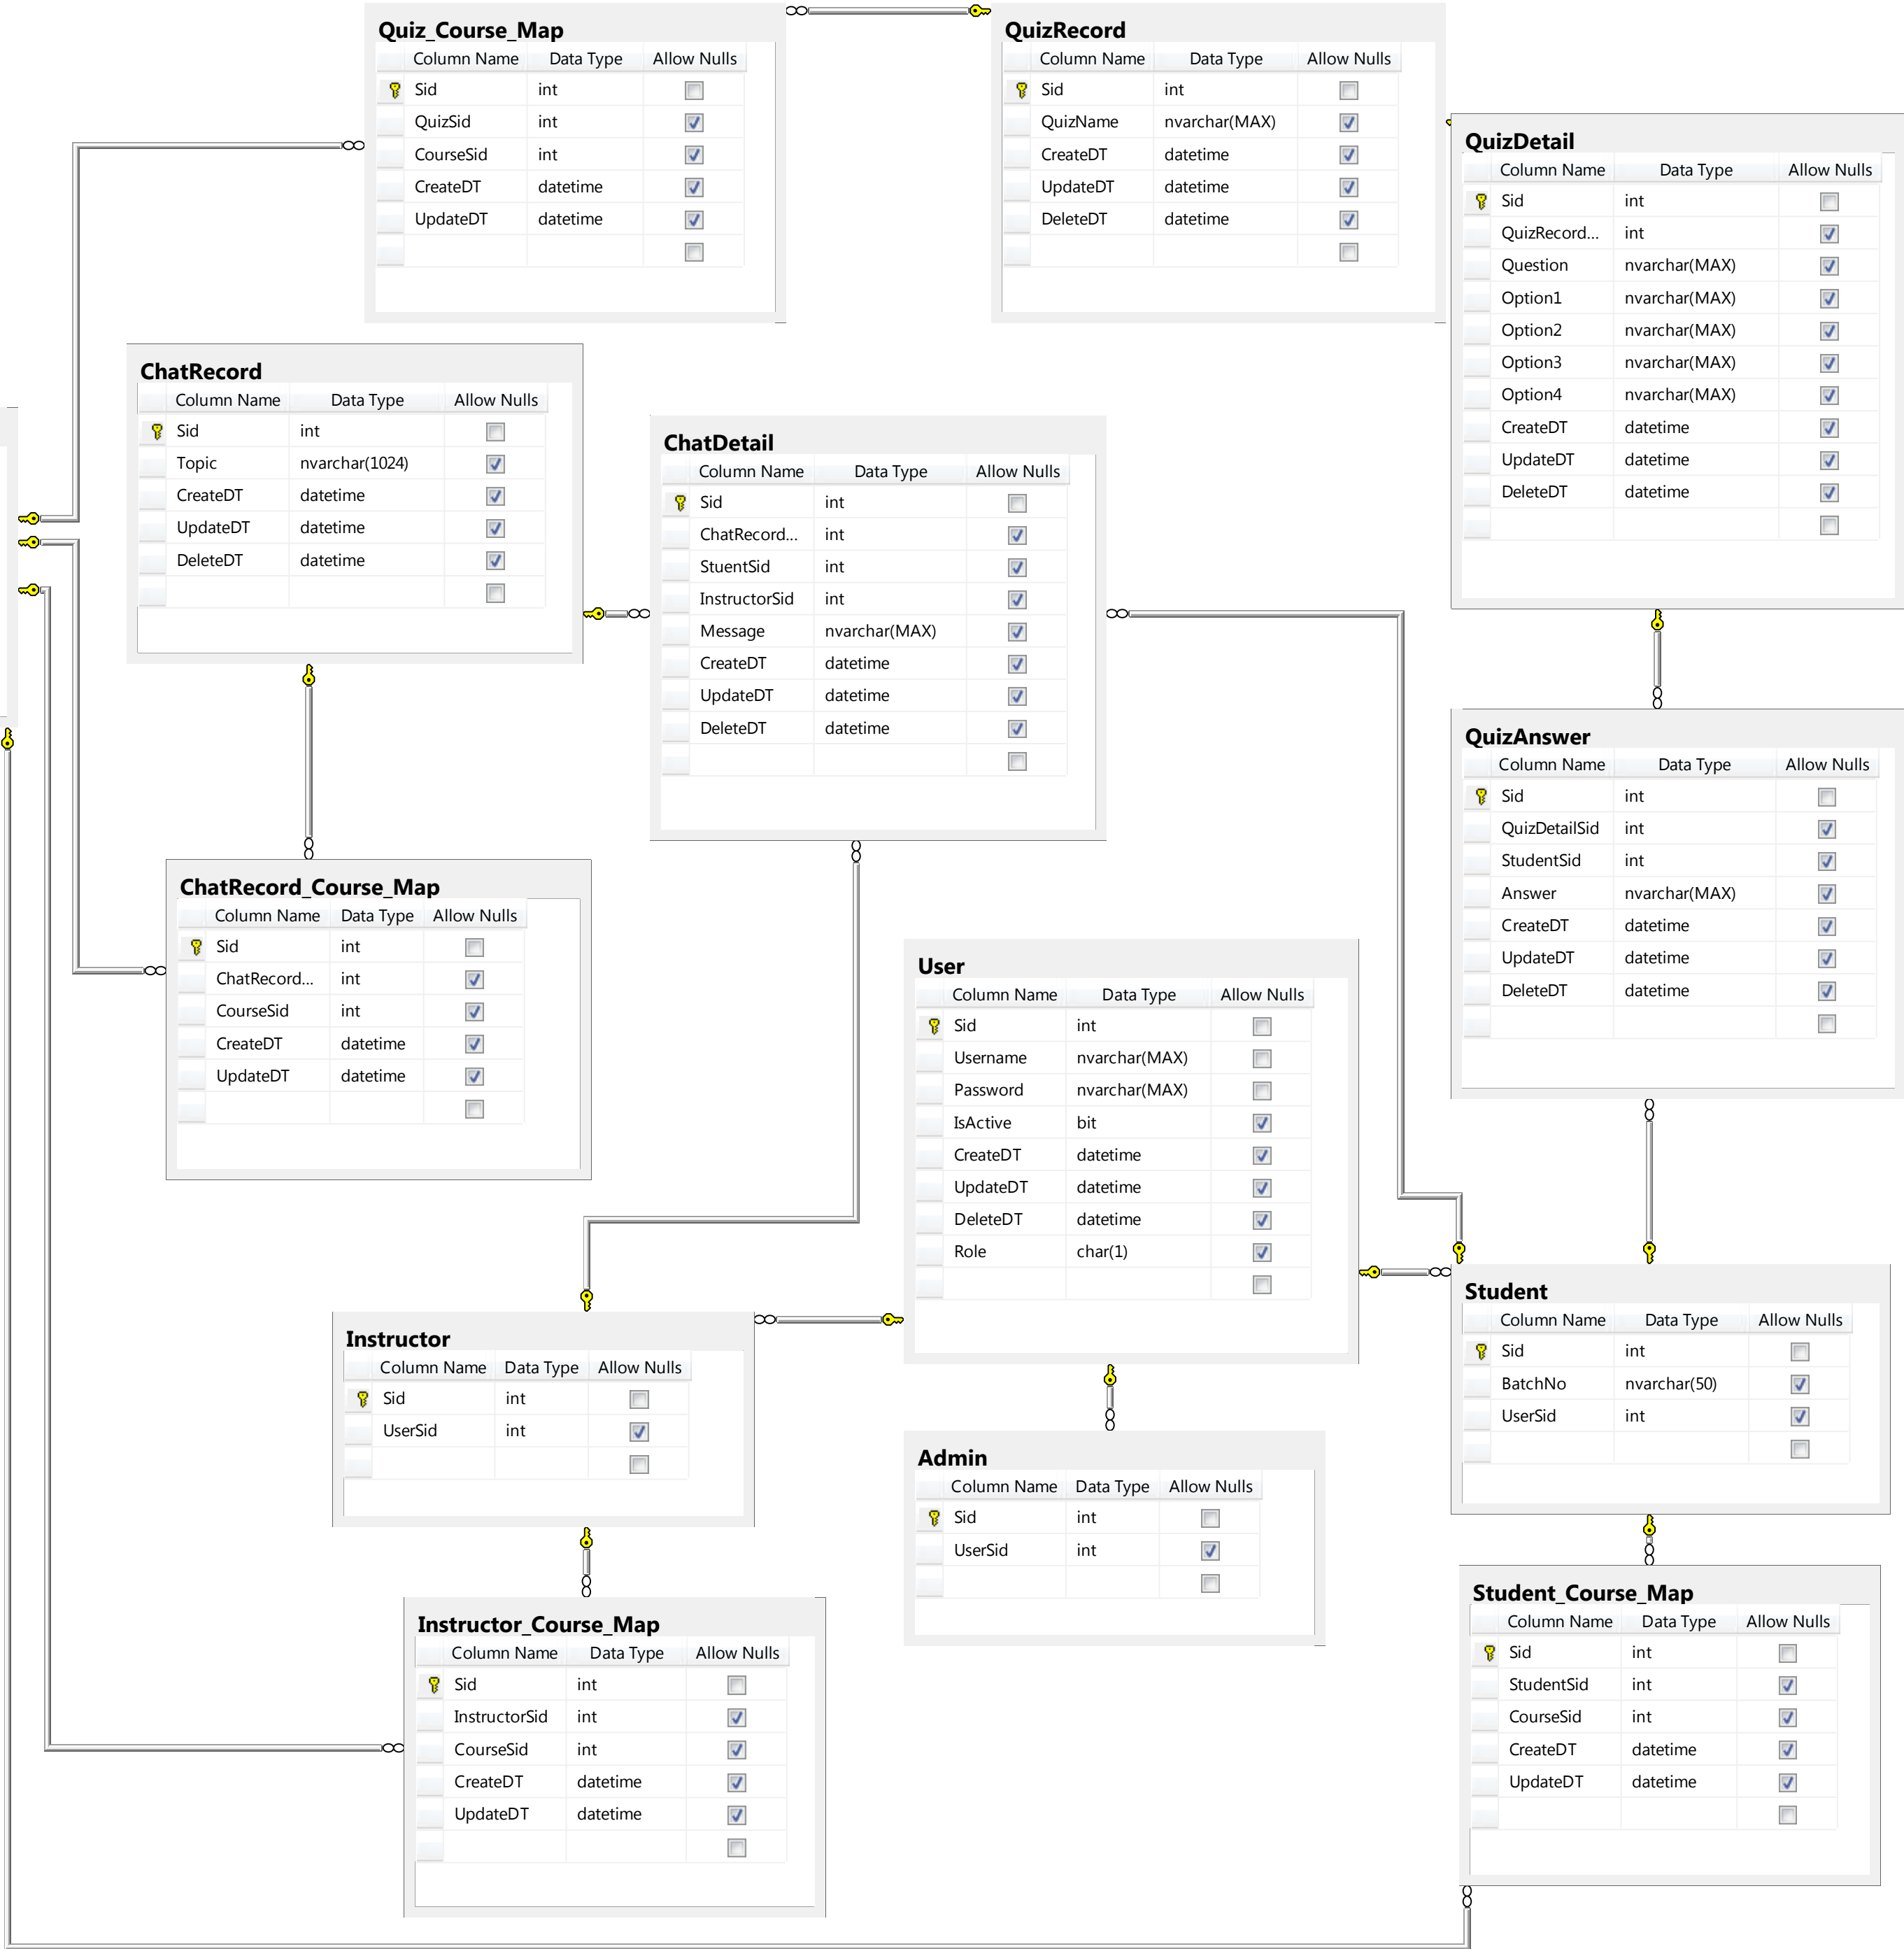 Quiz_Course_Map
Column Name Data Type Allow Nulls
Sid int
QuizSid int
CourseSid int
CreateDT datetime
UpdateDT datetime
QuizRecord
Column Name Data Type Allow Nulls
Sid int
QuizName nvarchar(MAX)
CreateDT datetime
UpdateDT datetime
DeleteDT datetime
QuizDetail
Column Name Data Type Allow Nulls
Sid int
QuizRecord... int
Question nvarchar(MAX)
Option1 nvarchar(MAX)
Option2 nvarchar(MAX)
Option3 nvarchar(MAX)
Option4 nvarchar(MAX)
CreateDT datetime
UpdateDT datetime
DeleteDT datetime
ChatRecord
Column Name Data Type Allow Nulls
Sid int
Topic nvarchar(1024)
CreateDT datetime
UpdateDT datetime
DeleteDT datetime
ChatDetail
Column Name Data Type Allow Nulls
Sid int
ChatRecord... int
StuentSid int
InstructorSid int
Message nvarchar(MAX)
CreateDT datetime
UpdateDT datetime
DeleteDT datetime
QuizAnswer
Column Name Data Type Allow Nulls
Sid int
QuizDetailSid int
StudentSid int
Answer nvarchar(MAX)
CreateDT datetime
UpdateDT datetime
DeleteDT datetime
ChatRecord_Course_Map
Column Name Data Type Allow Nulls
Sid int
ChatRecord... int
CourseSid int
CreateDT datetime
UpdateDT datetime
User
Column Name Data Type Allow Nulls
Sid int
Username nvarchar(MAX)
Password nvarchar(MAX)
IsActive bit
CreateDT datetime
UpdateDT datetime
DeleteDT datetime
Role char(1)
Student
Column Name Data Type Allow Nulls
Sid int
BatchNo nvarchar(50)
UserSid int
Instructor
Column Name Data Type Allow Nulls
Sid int
UserSid int
Admin
Column Name Data Type Allow Nulls
Sid int
UserSid int
Instructor_Course_Map
Column Name Data Type Allow Nulls
Sid int
InstructorSid int
CourseSid int
CreateDT datetime
UpdateDT datetime
Student_Course_Map
Column Name Data Type Allow Nulls
Sid int
StudentSid int
CourseSid int
CreateDT datetime
UpdateDT datetime